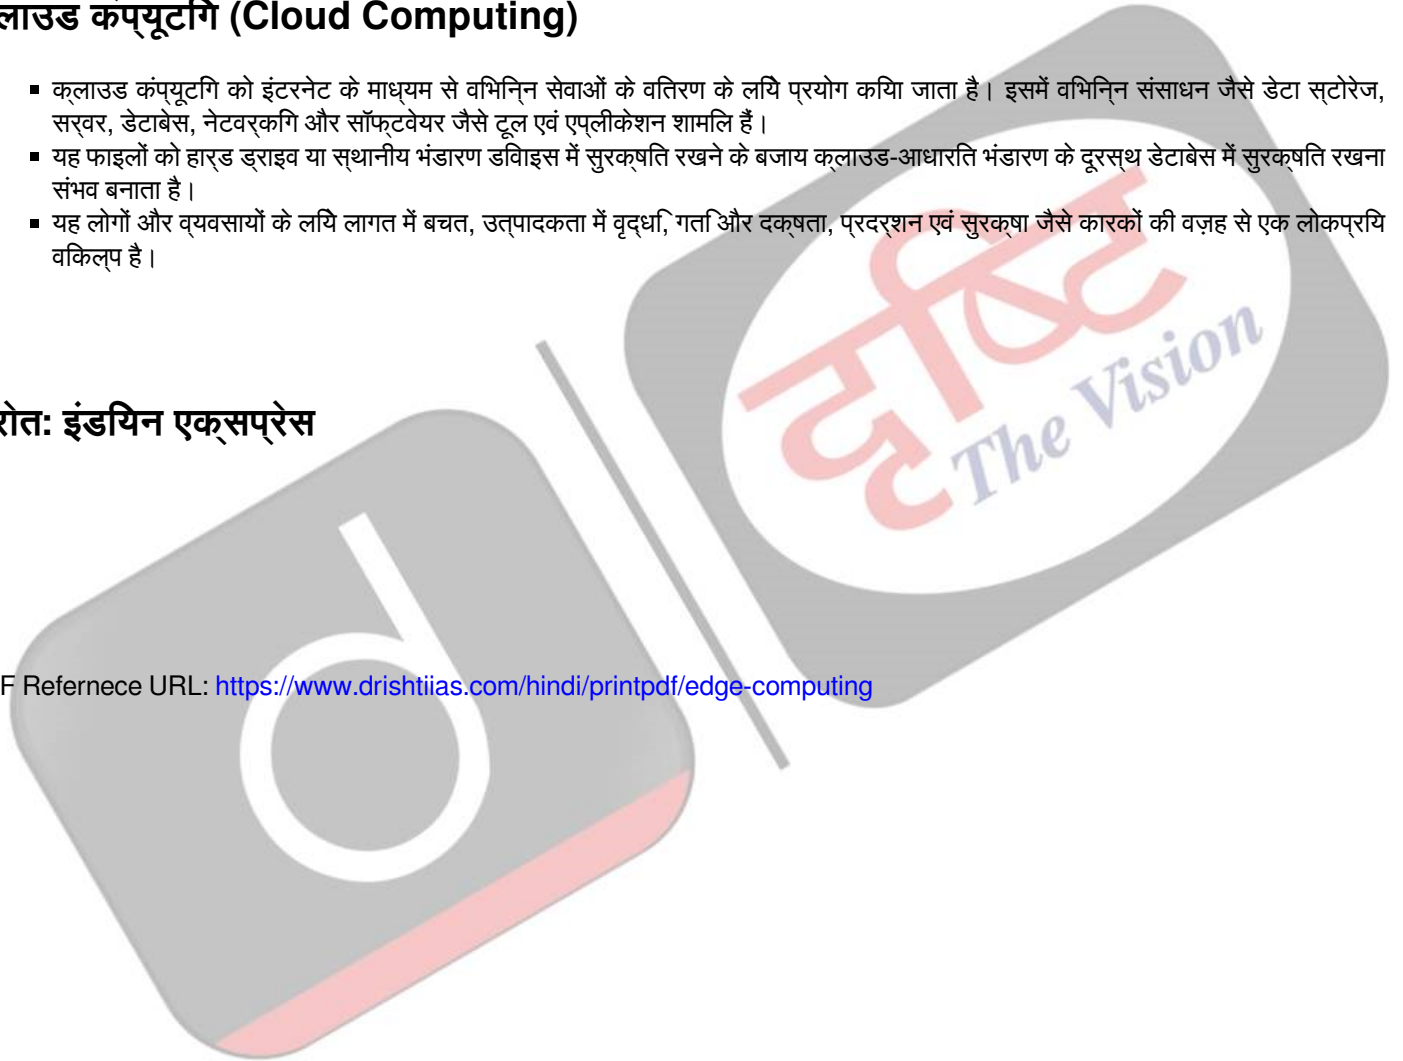 लाउड कंप्यूटिंग (Cloud Computing)
क्लाउड कंप्यूटिंग को इंटरनेट के माध्यम से विभिन्न सेवाओं के वितरण के लिये प्रयोग किया जाता है। इसमें विभिन्न संसाधन जैसे डेटा स्टोरेज,
सर्वर, डेटाबेस, नेटवर्किंग और सॉफ्टवेयर जैसे टूल एवं एप्लीकेशन शामिल हैं।
यह फाइलों को हार्ड ड्राइव या स्थानीय भंडारण डिवाइस में सुरक्षित रखने के बजाय क्लाउड-आधारित भंडारण के दूरस्थ डेटाबेस में सुरक्षित रखना
संभव बनाता है।
यह लोगों और व्यवसायों के लिये लागत में बचत, उत्पादकता में वृद्धि, गति और दक्षता, प्रदर्शन एवं सुरक्षा जैसे कारकों की वज़ह से एक लोकप्रिय
विकल्प है।
रोत: इंडियन एक्सप्रेस
दृष्टि
The Vision
F Refernece URL: https://www.drishtiias.com/hindi/printpdf/edge-computing
d